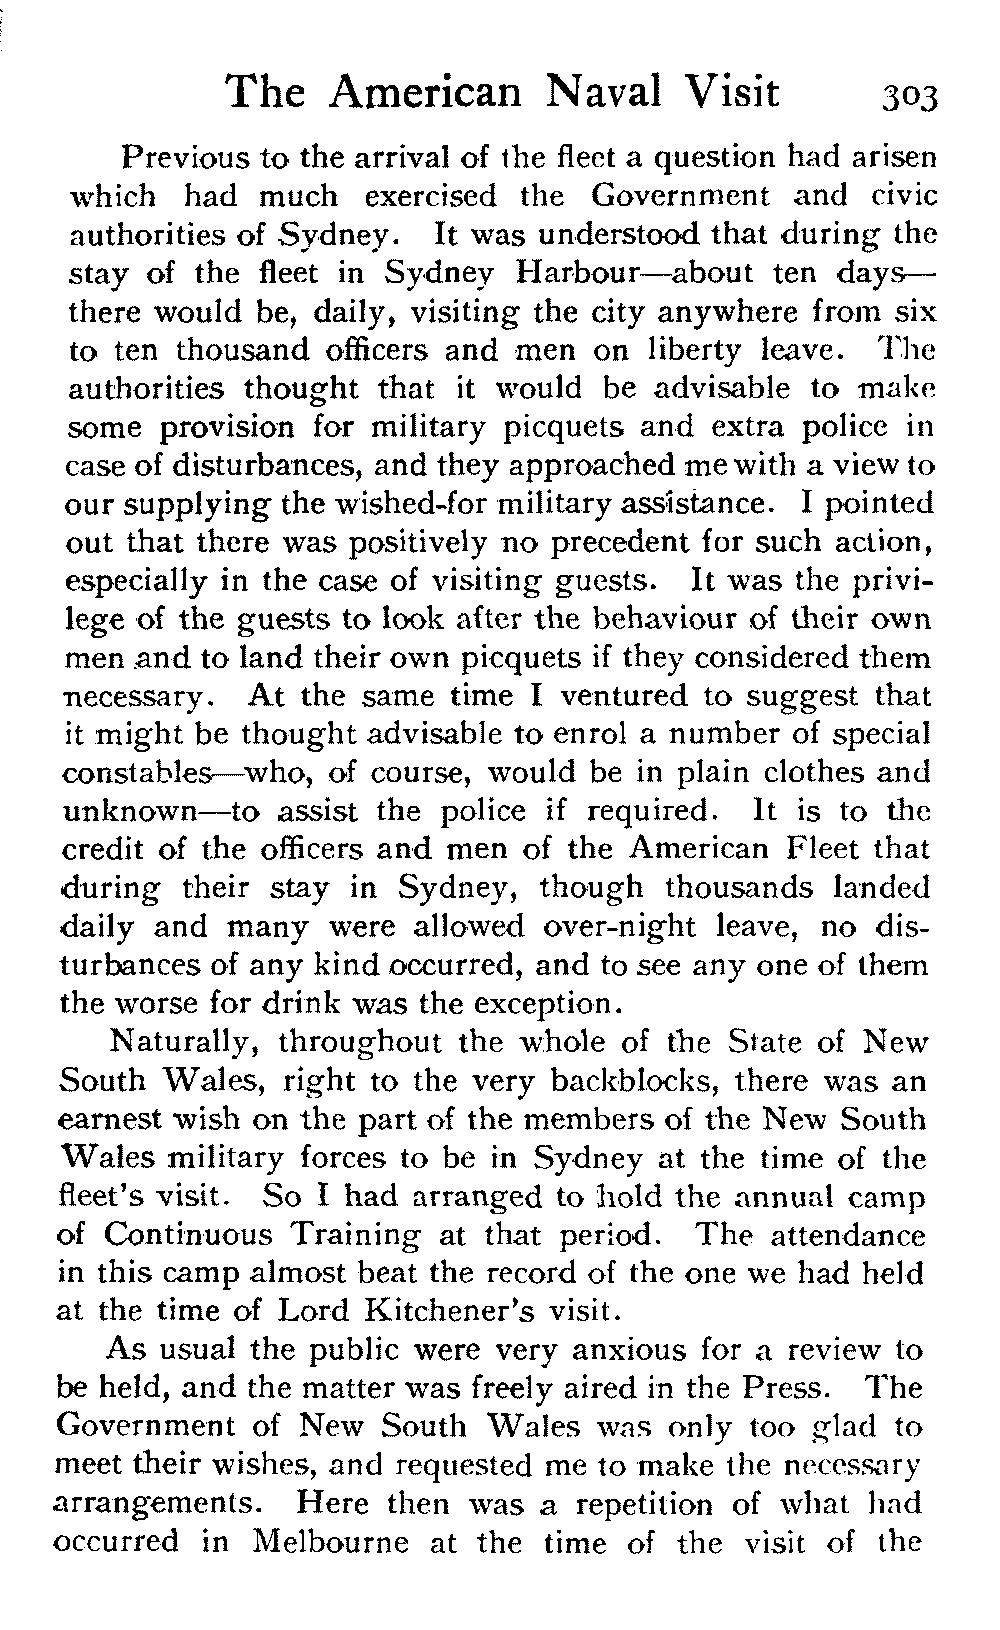 The American Naval Visit 303
Previous to the arrival of the fleet a question had arisen
which had much exercised the Government and civic
authorities of Sydney. It was understood that during the
stay of the fleet in Sydney Harbour—about ten days—
there would be, daily, visiting the city anywhere from six
to ten thousand officers and men on liberty leave. The
authorities thought that it would be advisable to make
some provision for military picquets and extra police in
case of disturbances, and they approached me with a view to
our supplying the wished-for military assistance. I pointed
out that there was positively no precedent for such action,
especially in the case of visiting guests. It was the privi-
lege of the guests to look after the behaviour of their own
men and to land their own picquets if they considered them
necessary. At the same time I ventured to suggest that
it might be thought advisable to enrol a number of special
constables—who, of course, would be in plain clothes and
unknown—to assist the police if required. It is to the
credit of the officers and men of the American Fleet that
during their stay in Sydney, though thousands landed
daily and many were allowed over-night leave, no dis-
turbances of any kind occurred, and to see any one of them
the worse for drink was the exception.
Naturally, throughout the whole of the State of New
South Wales, right to the very backblocks, there was an
earnest wish on the part of the members of the New South
Wales military forces to be in Sydney at the time of the
fleet's visit. So I had arranged to hold the annual camp
of Continuous Training at that period. The attendance
in this camp almost beat the record of the one we had held
at the time of Lord Kitchener's visit.
As usual the public were very anxious for a review to
be held, and the matter was freely aired in the Press. The
Government of New South Wales was only too glad to
meet their wishes, and requested me to make the necessary
arrangements. Here then was a repetition of what had
occurred in Melbourne at the time of the visit of the